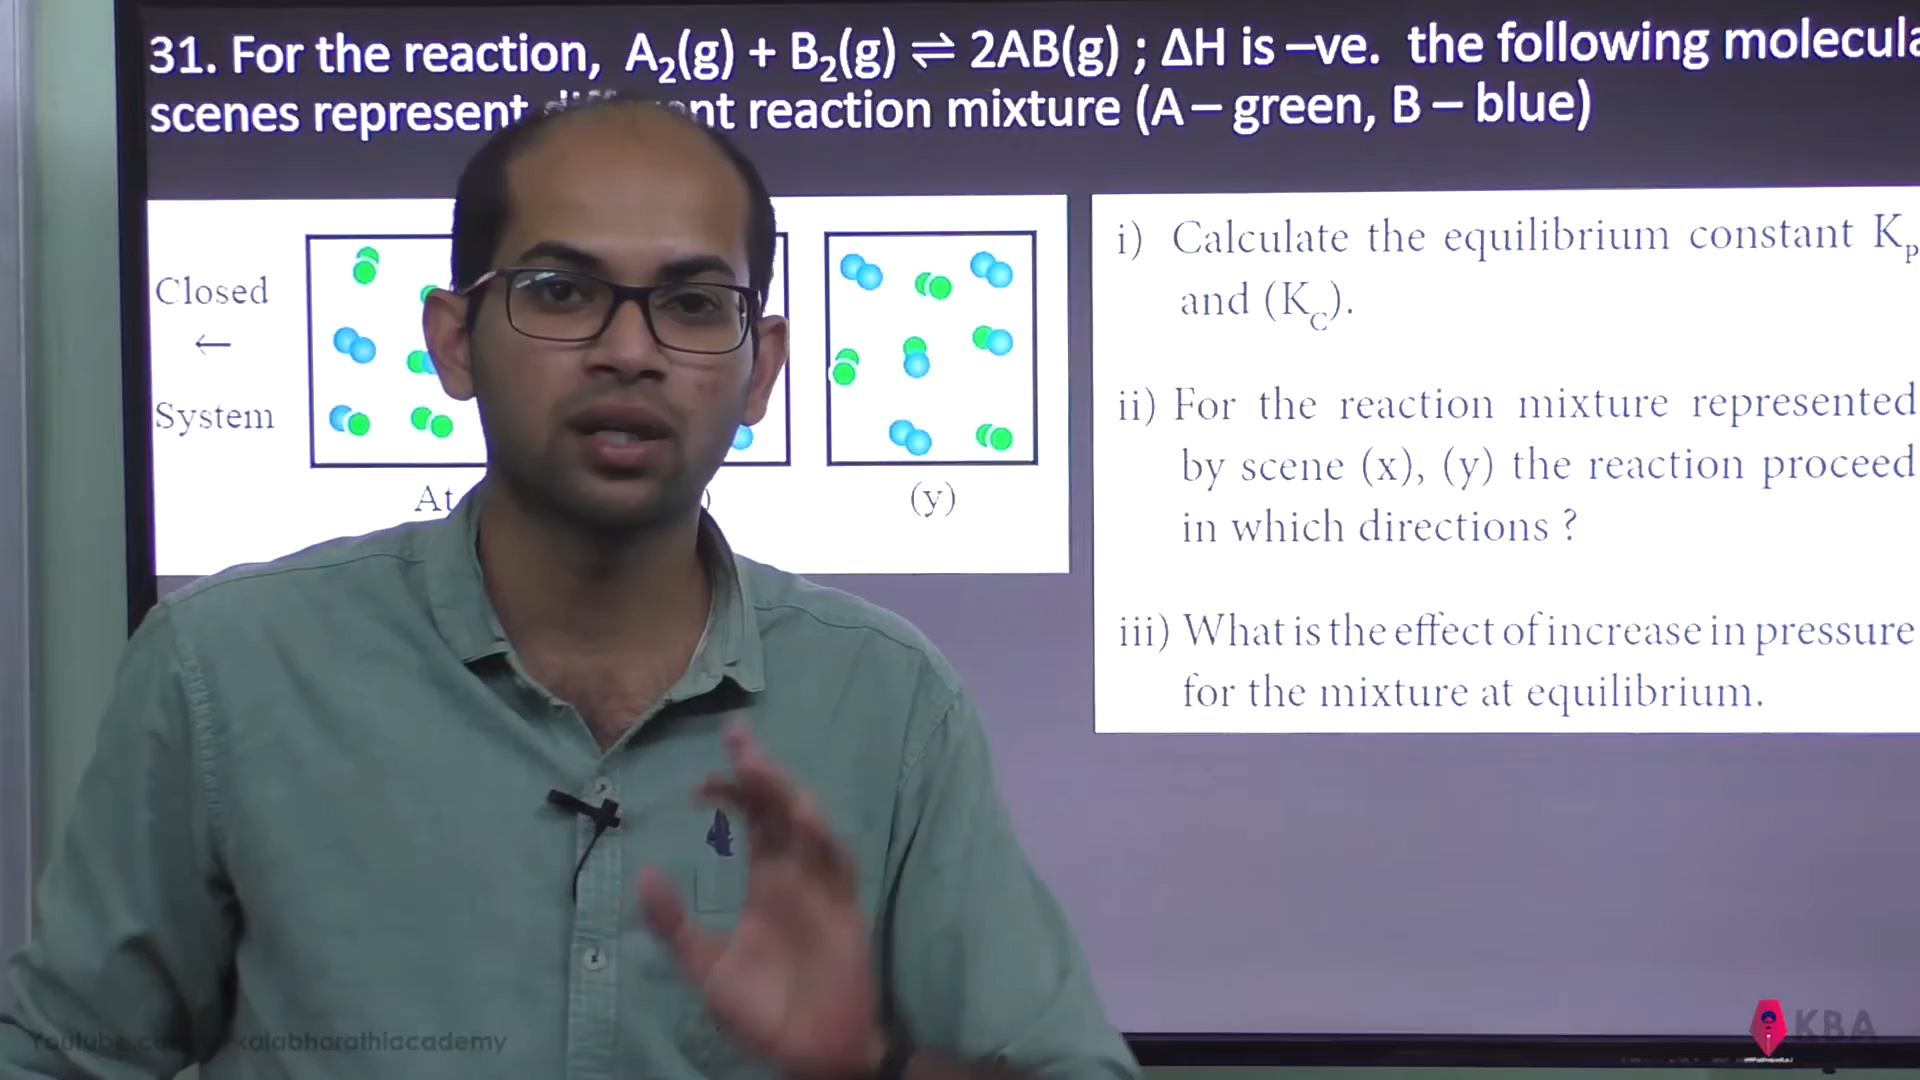 31. For the reaction, A₂(g) + B₂(g) ⇌ 2AB(g) ; ΔH is –ve. the following molecula
scenes represent nt reaction mixture (A – green, B – blue)
Closed
←
System
At
(y)
i) Calculate the equilibrium constant Kₚ
and (K꜀).
ii) For the reaction mixture represented
by scene (x), (y) the reaction proceed
in which directions ?
iii) What is the effect of increase in pressure
for the mixture at equilibrium.
kalabharathiacademy
KBA